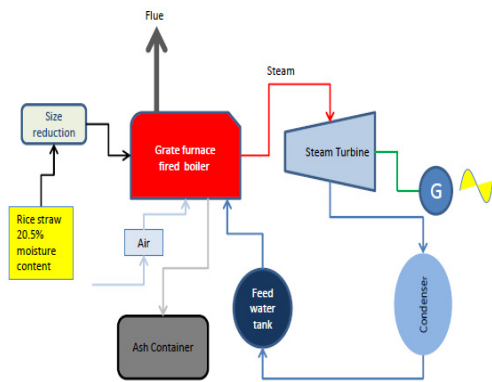 Flue
Steam
Size
reduction
Grate furnace
fired boiler
Steam Turbine
G
Rice straw
20.5%
moisture
content
Air
Feed
water
tank
Condenser
Ash Container